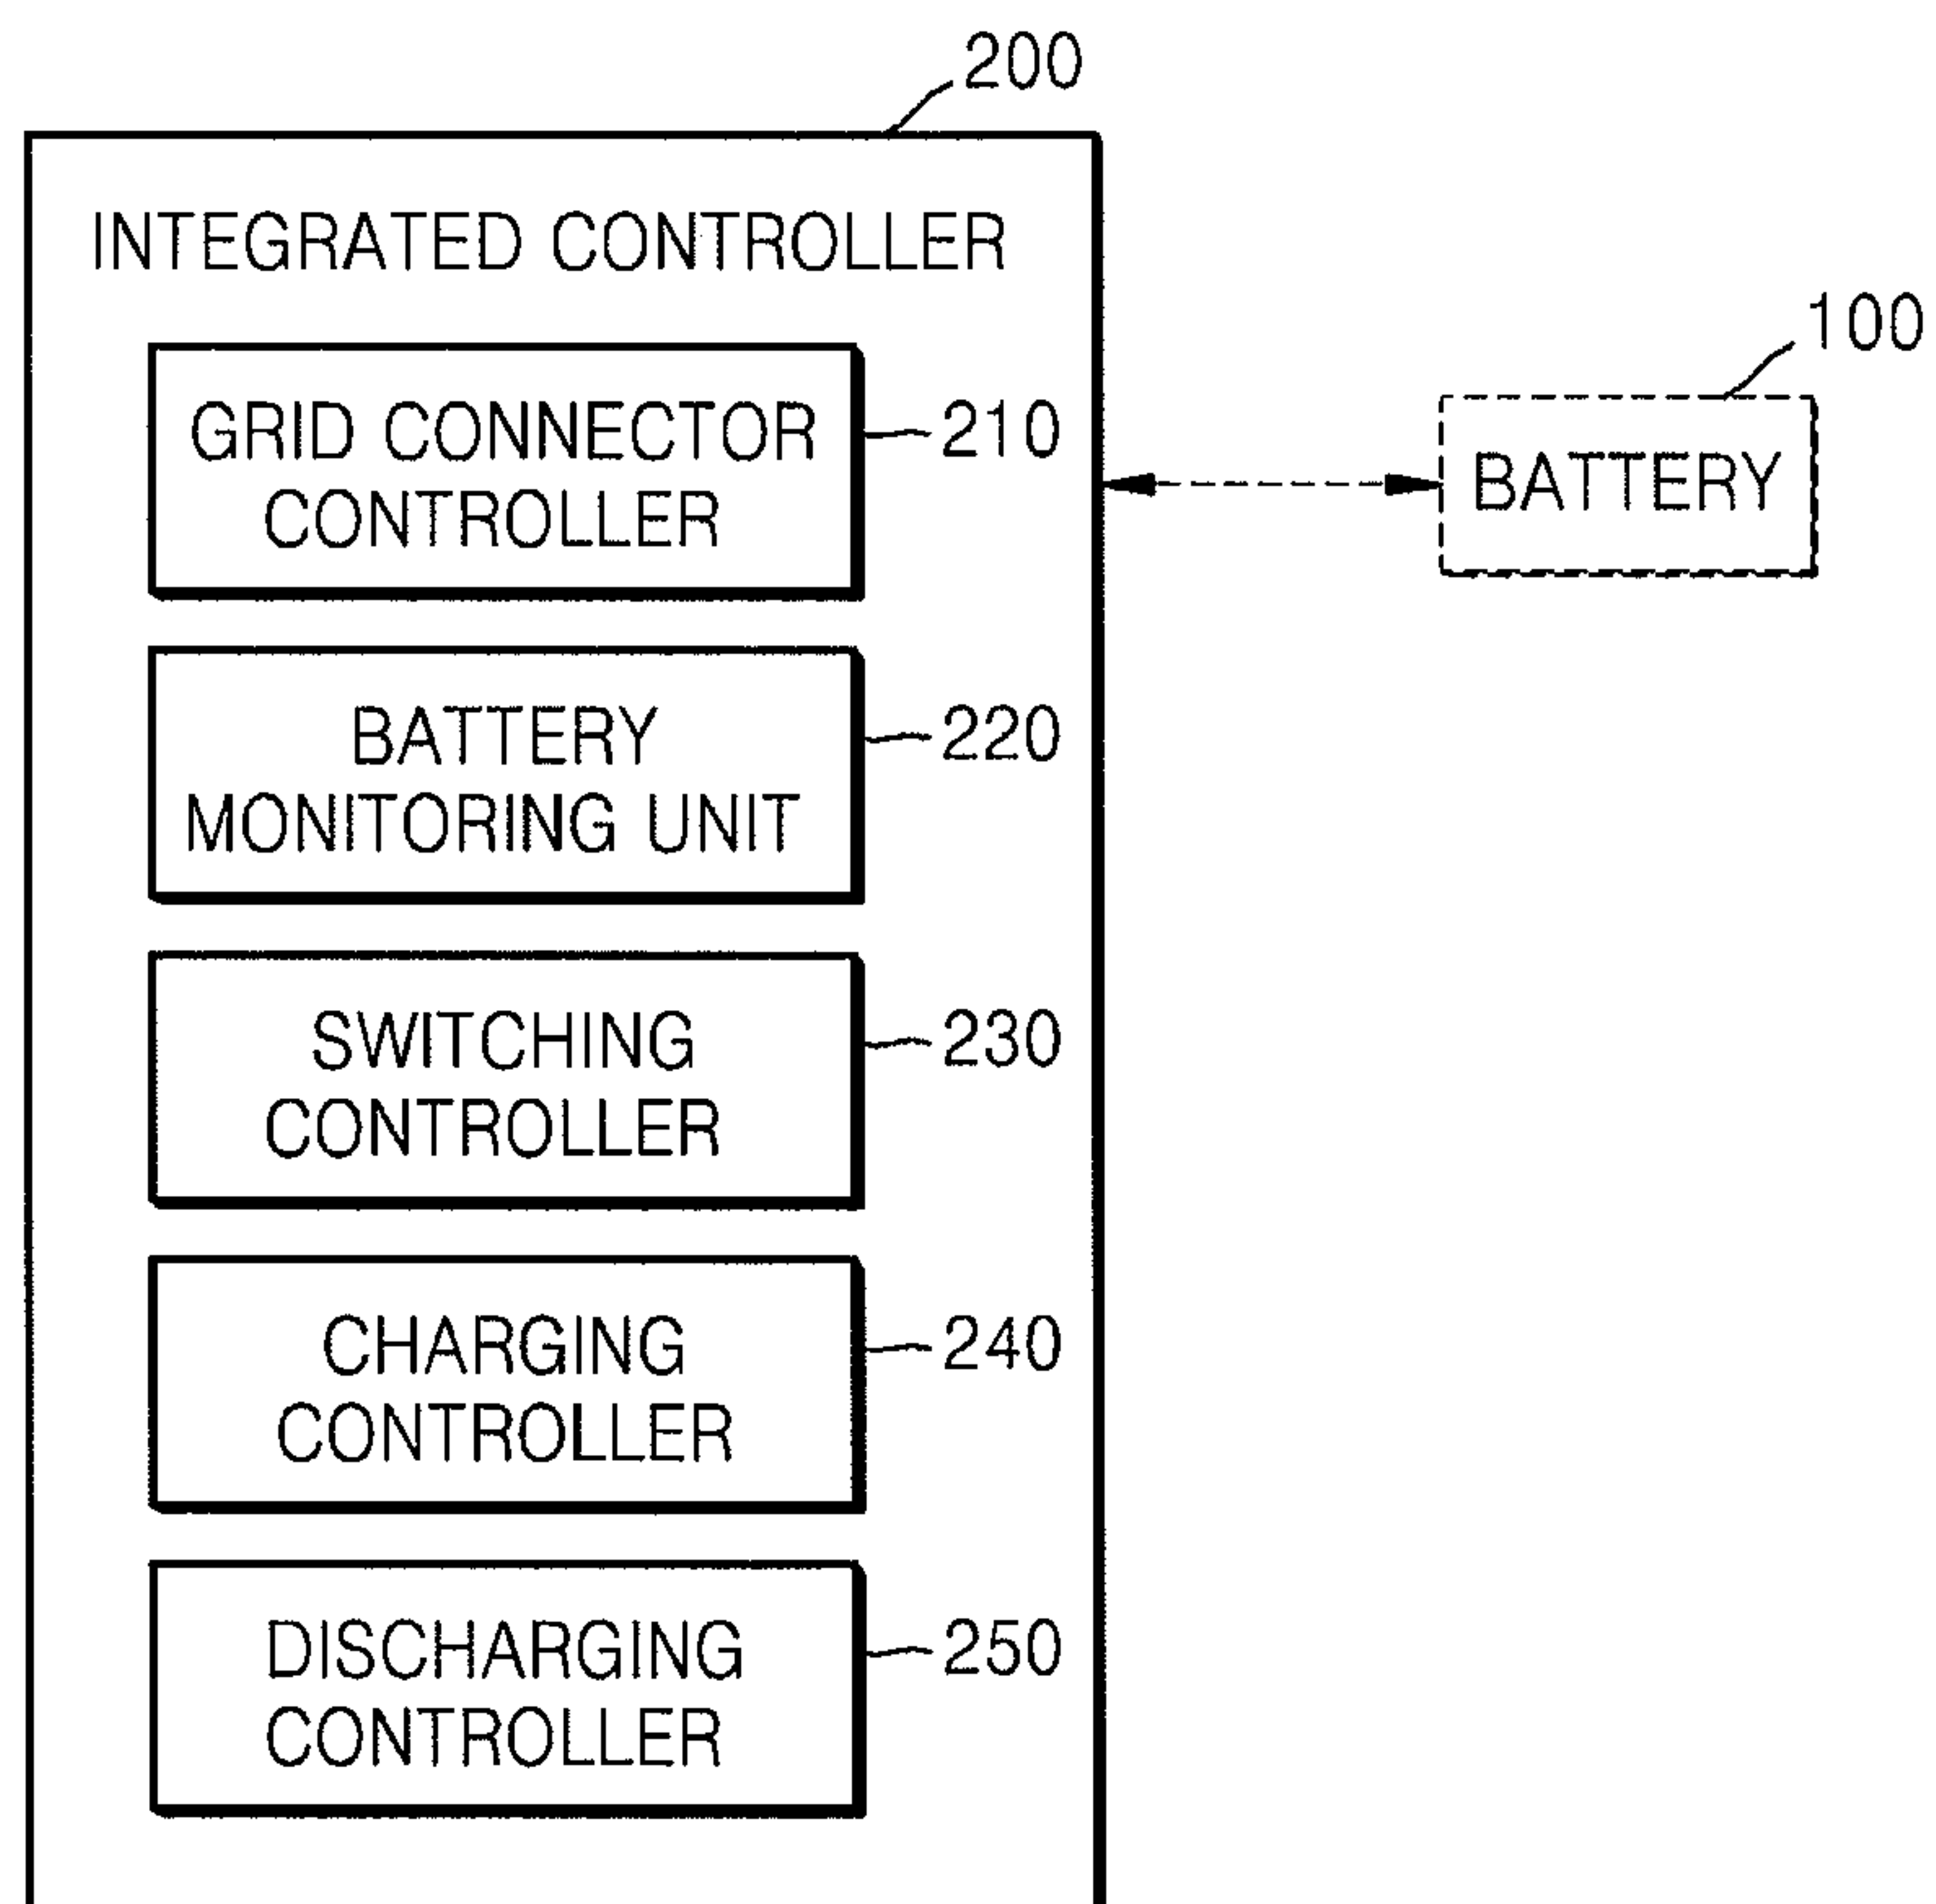 200
INTEGRATED CONTROLLER
100
GRID CONNECTOR
CONTROLLER
210
BATTERY
BATTERY
MONITORING UNIT
220
SWITCHING
CONTROLLER
230
CHARGING
CONTROLLER
240
DISCHARGING
CONTROLLER
250